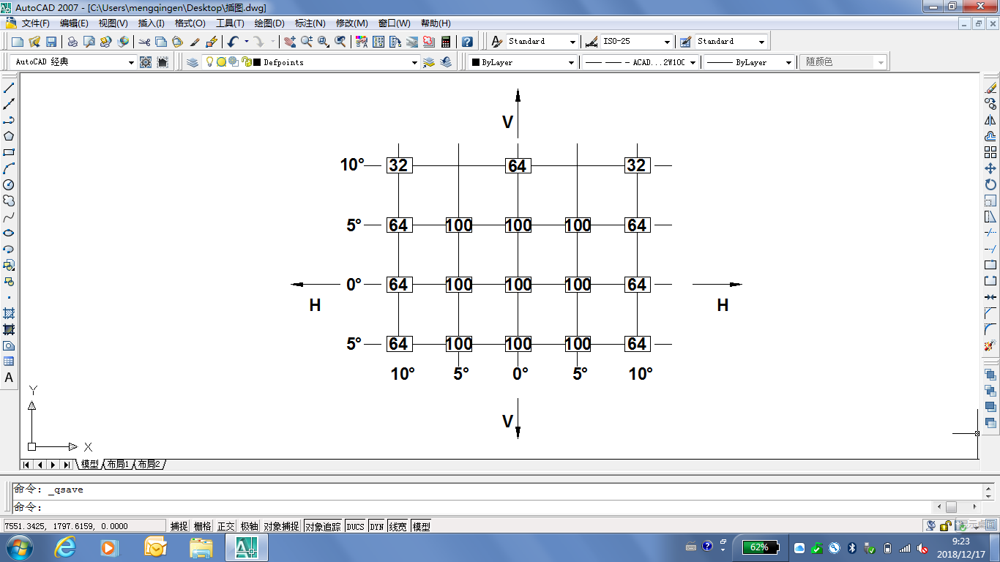 AutoCAD 2007 - [C:\Users\mengqingen\Desktop\插图.dwg]
文件(F) 编辑(E) 视图(V) 插入(I) 格式(O) 工具(T) 绘图(D) 标注(N) 修改(M) 窗口(W) 帮助(H)
Standard ISO-25 Standard
AutoCAD 经典 Defpoints ByLayer ACAD...2W100 ByLayer 随颜色
V
10° 32 64 32
5° 64 100 100 100 64
0° 64 100 100 100 64
H H
5° 64 100 100 100 64
10° 5° 0° 5° 10°
V
Y
X
模型 布局1 布局2
命令: _qsave
命令:
7551.3425, 1797.6159, 0.0000 捕捉 栅格 正交 极轴 对象捕捉 对象追踪 DUCS DYN 线宽 模型
62% 9:23
2018/12/17